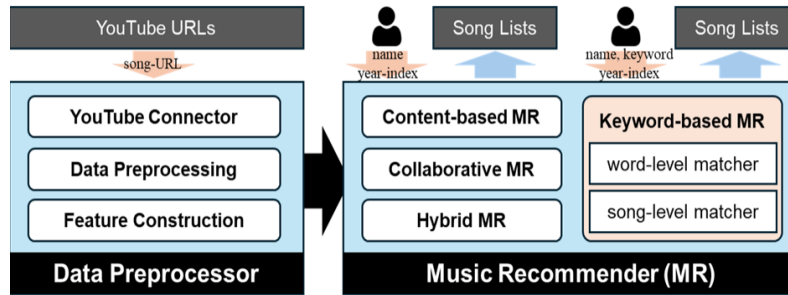 YouTube URLs
song-URL
YouTube Connector
Data Preprocessing
Feature Construction
Data Preprocessor
name
year-index
Song Lists
Content-based MR
Collaborative MR
Hybrid MR
name, keyword
year-index
Song Lists
Keyword-based MR
word-level matcher
song-level matcher
Music Recommender (MR)